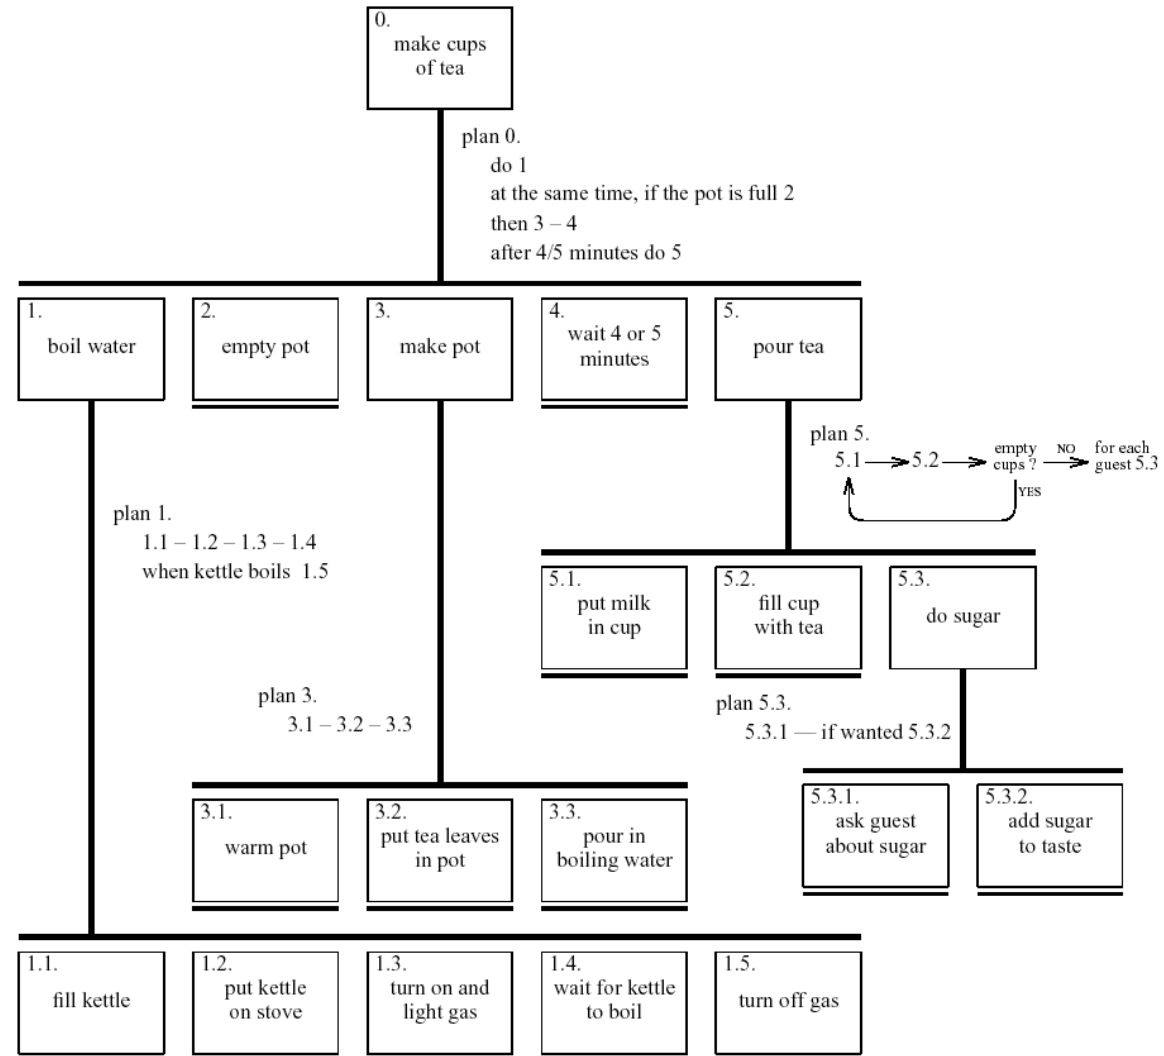 0.
make cups
of tea
plan 0.
do 1
at the same time, if the pot is full 2
then 3 – 4
after 4/5 minutes do 5
1.
boil water
2.
empty pot
3.
make pot
4.
wait 4 or 5
minutes
5.
pour tea
plan 5.
5.1
5.2
empty
cups ?
NO
for each
guest 5.3
YES
plan 1.
1.1 – 1.2 – 1.3 – 1.4
when kettle boils 1.5
5.1.
put milk
in cup
5.2.
fill cup
with tea
5.3.
do sugar
plan 3.
3.1 – 3.2 – 3.3
plan 5.3.
5.3.1 — if wanted 5.3.2
3.1.
warm pot
3.2.
put tea leaves
in pot
3.3.
pour in
boiling water
5.3.1.
ask guest
about sugar
5.3.2.
add sugar
to taste
1.1.
fill kettle
1.2.
put kettle
on stove
1.3.
turn on and
light gas
1.4.
wait for kettle
to boil
1.5.
turn off gas